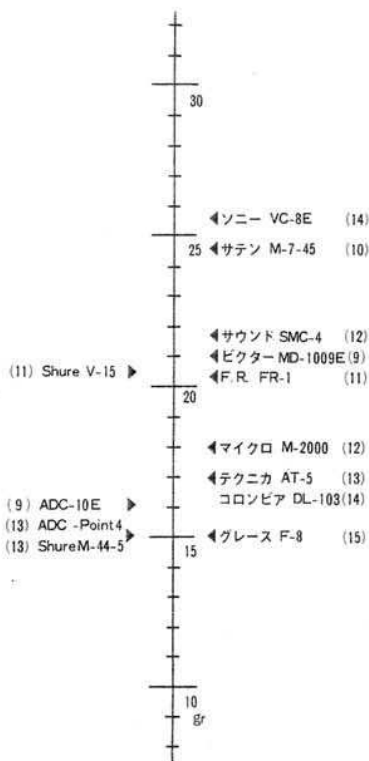 30
◀ソニー VC-8E (14)
25 ◀サテン M-7-45 (10)
◀サウンド SMC-4 (12)
◀ビクター MD-1009E (9)
(11) Shure V-15 ▶
◀F.R. FR-1 (11)
20
◀マイクロ M-2000 (12)
◀テクニカ AT-5 (13)
コロンビア DL-103 (14)
(9) ADC-10E ▶
(13) ADC -Point4
(13) Shure M-44-5 ▶
15 ◀グレース F-8 (15)
10
gr